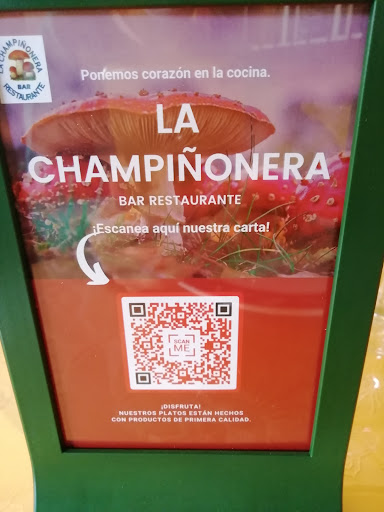 LA CHAMPIÑONERA
BAR
RESTAURANTE
Ponemos corazón en la cocina.
LA
CHAMPIÑONERA
BAR RESTAURANTE
¡Escanea aquí nuestra carta!
SCAN
ME
¡DISFRUTA!
NUESTROS PLATOS ESTÁN HECHOS
CON PRODUCTOS DE PRIMERA CALIDAD.